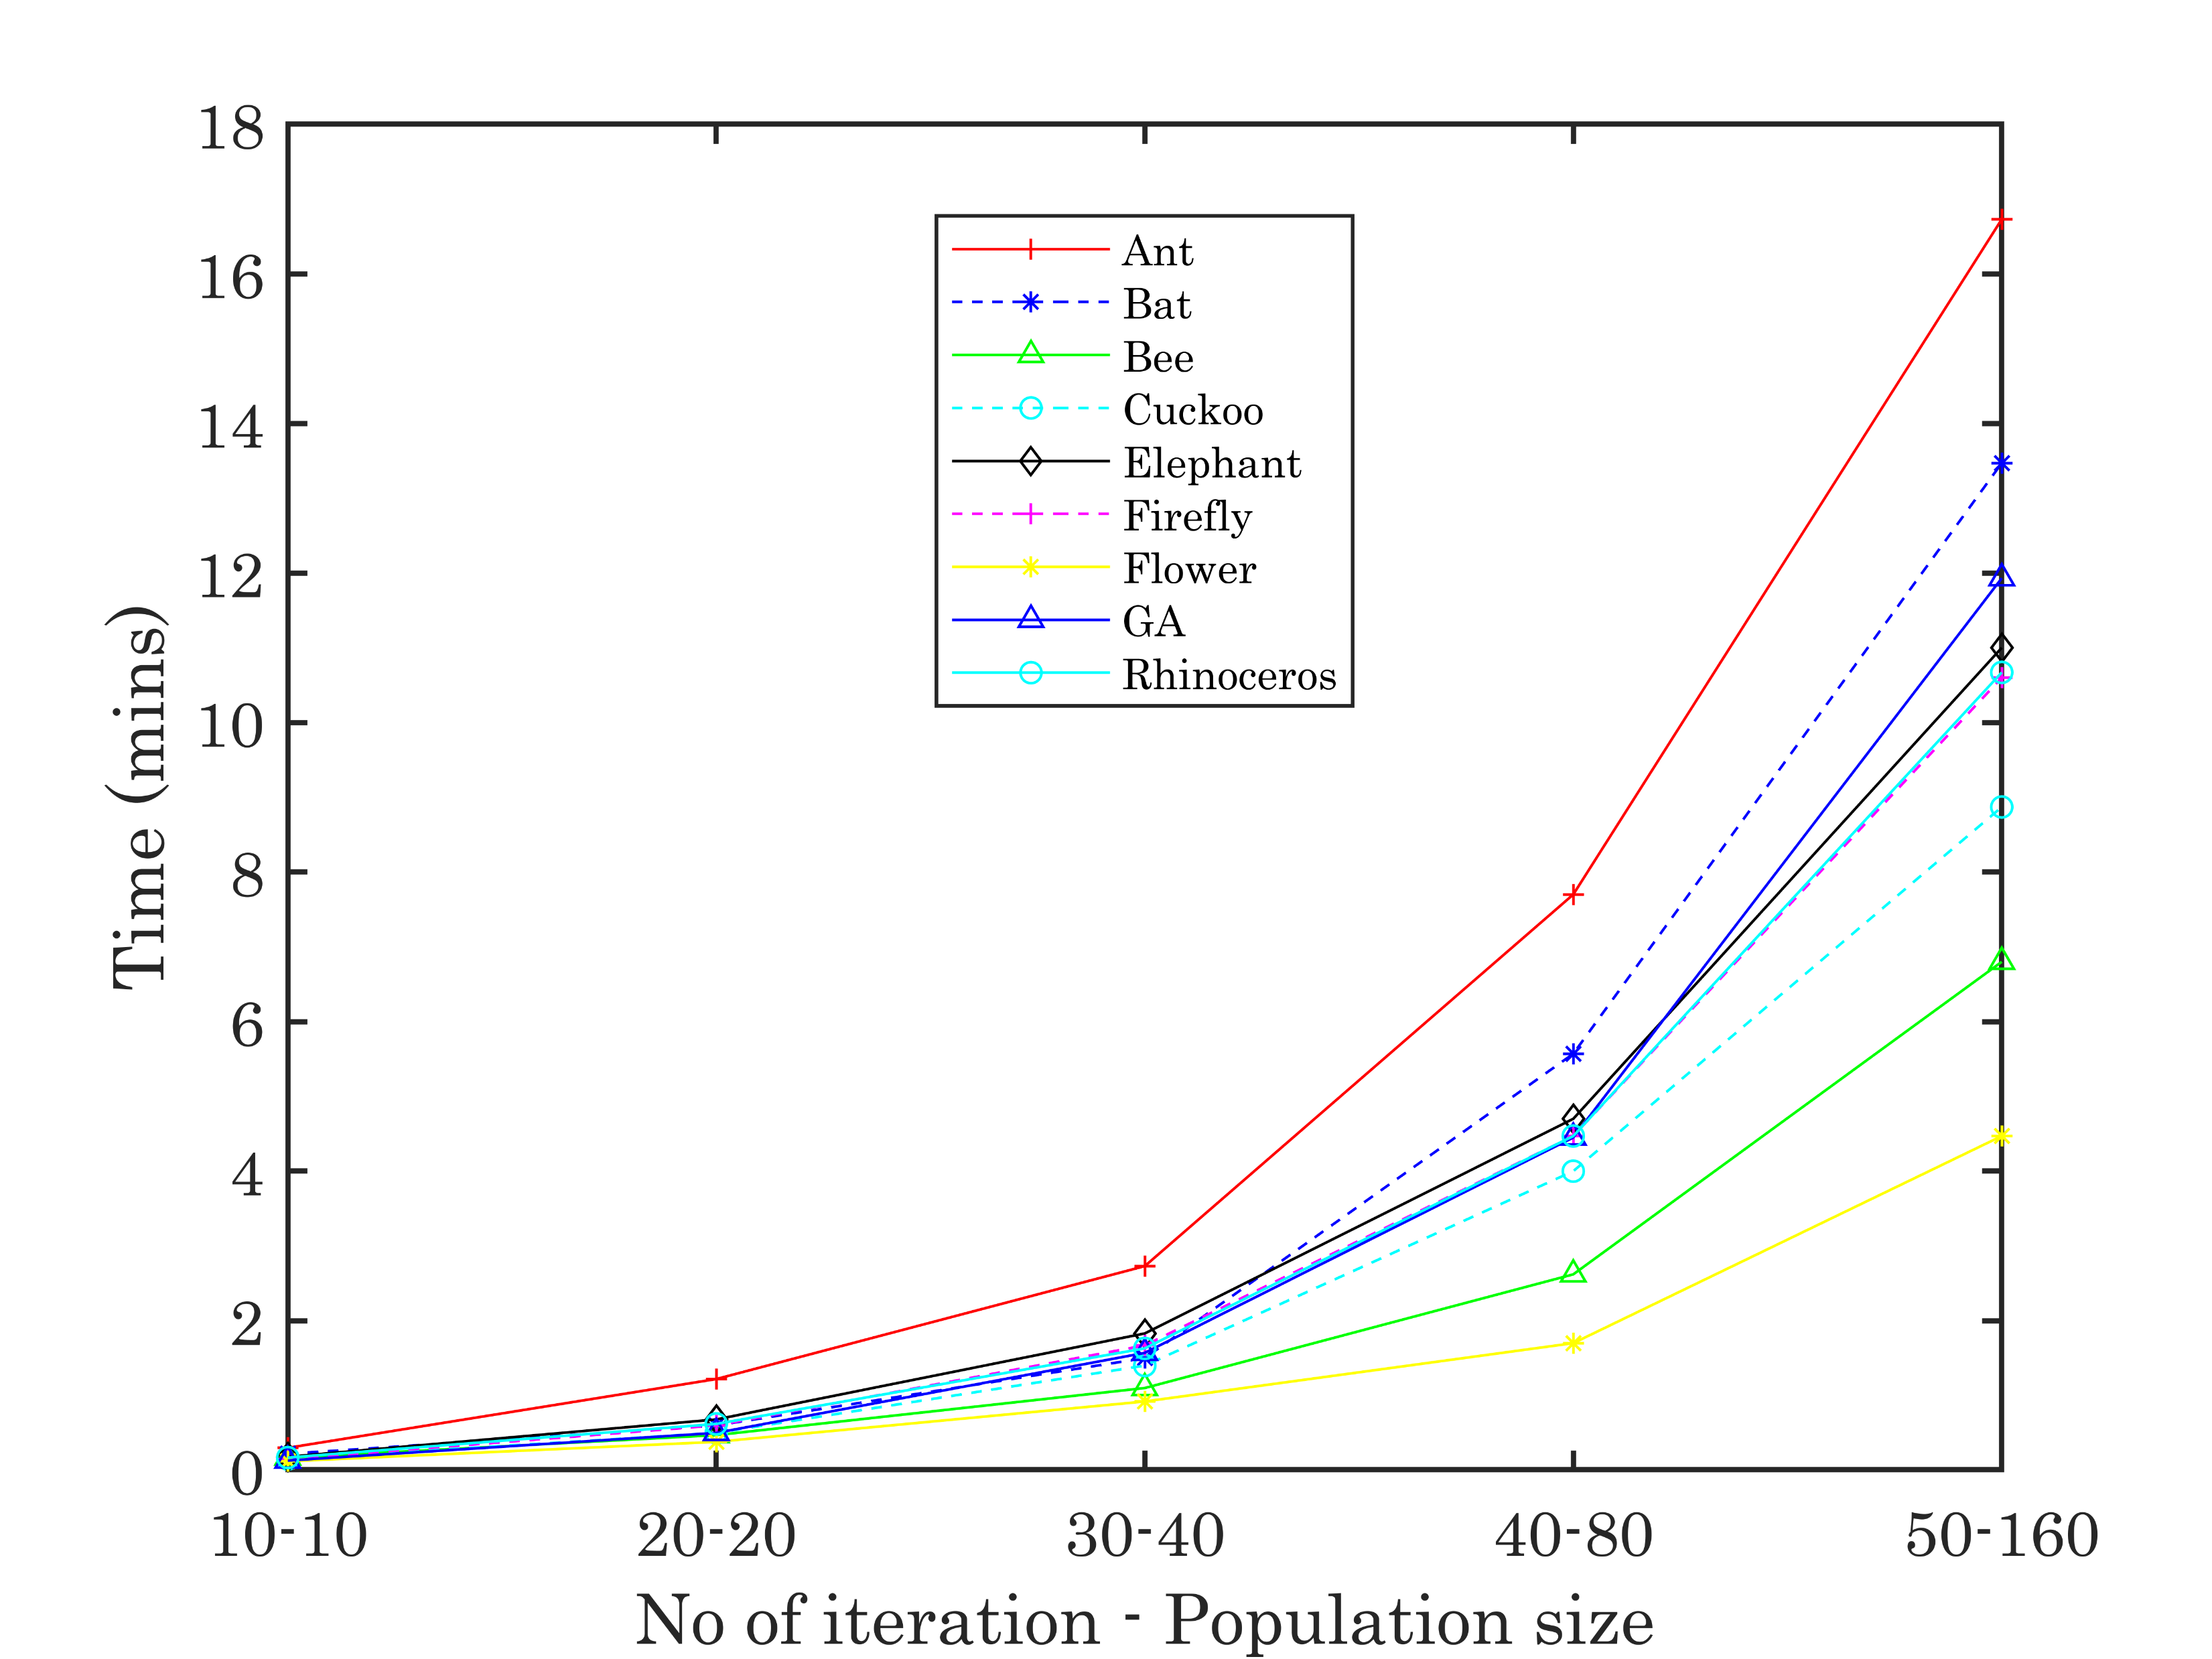 18
16
14
12
10
8
6
4
2
0
Time (mins)
Ant
Bat
Bee
Cuckoo
Elephant
Firefly
Flower
GA
Rhinoceros
10-10 20-20 30-40 40-80 50-160
No of iteration - Population size